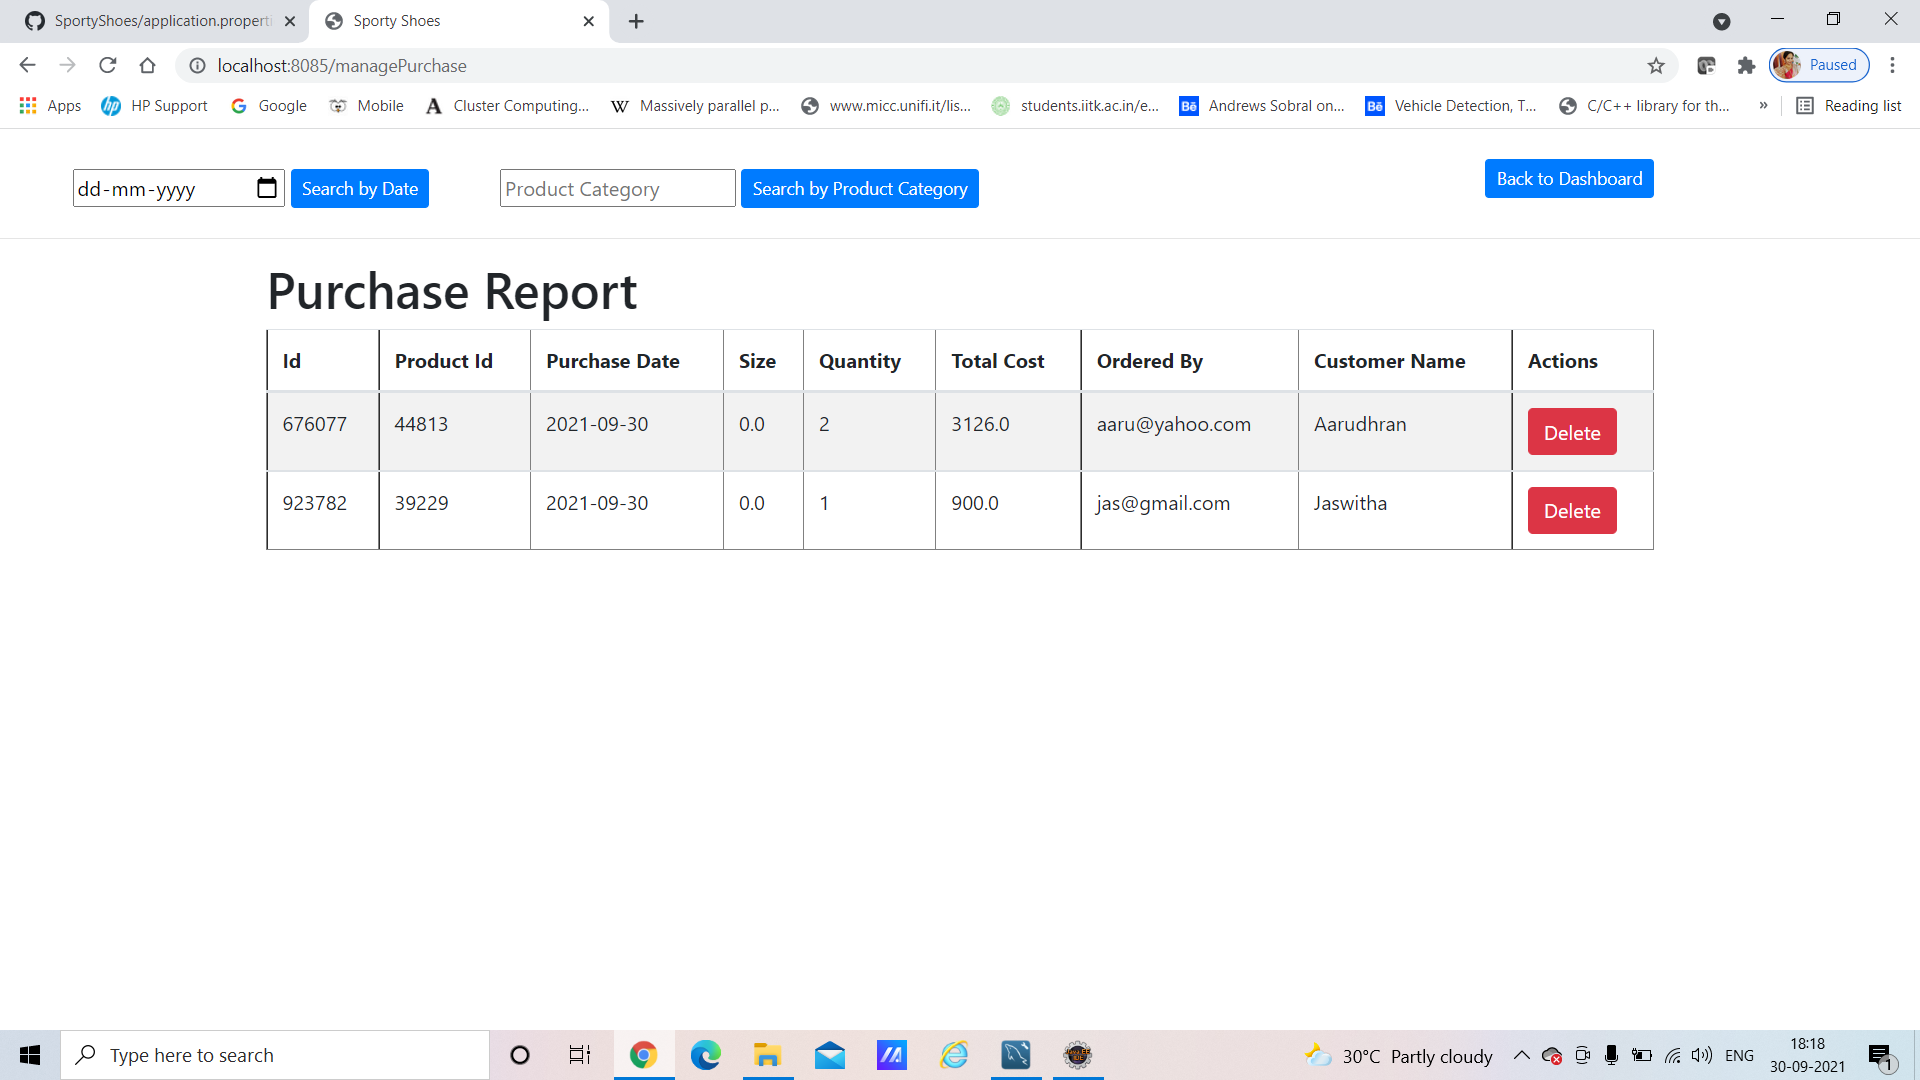 SportyShoes/application.properti
Sporty Shoes
localhost:8085/managePurchase
Paused
Apps
HP Support
Google
Mobile
Cluster Computing...
Massively parallel p...
www.micc.unifi.it/lis...
students.iitk.ac.in/e...
Andrews Sobral on...
Vehicle Detection, T...
C/C++ library for th...
»
Reading list
dd-mm-yyyy
Search by Date
Product Category
Search by Product Category
Back to Dashboard
Purchase Report
Id Product Id Purchase Date Size Quantity Total Cost Ordered By Customer Name Actions
676077 44813 2021-09-30 0.0 2 3126.0 aaru@yahoo.com Aarudhran Delete
923782 39229 2021-09-30 0.0 1 900.0 jas@gmail.com Jaswitha Delete
Type here to search
30°C Partly cloudy
ENG
18:18
30-09-2021
1